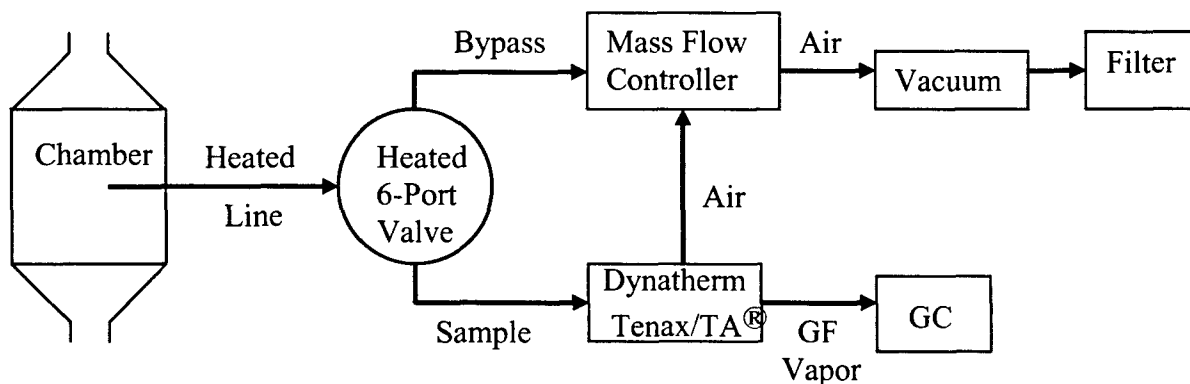 Chamber
Heated
Line
Heated
6-Port
Valve
Bypass
Sample
Mass Flow
Controller
Air
Vacuum
Filter
Air
Dynatherm
Tenax/TA®
GF
Vapor
GC